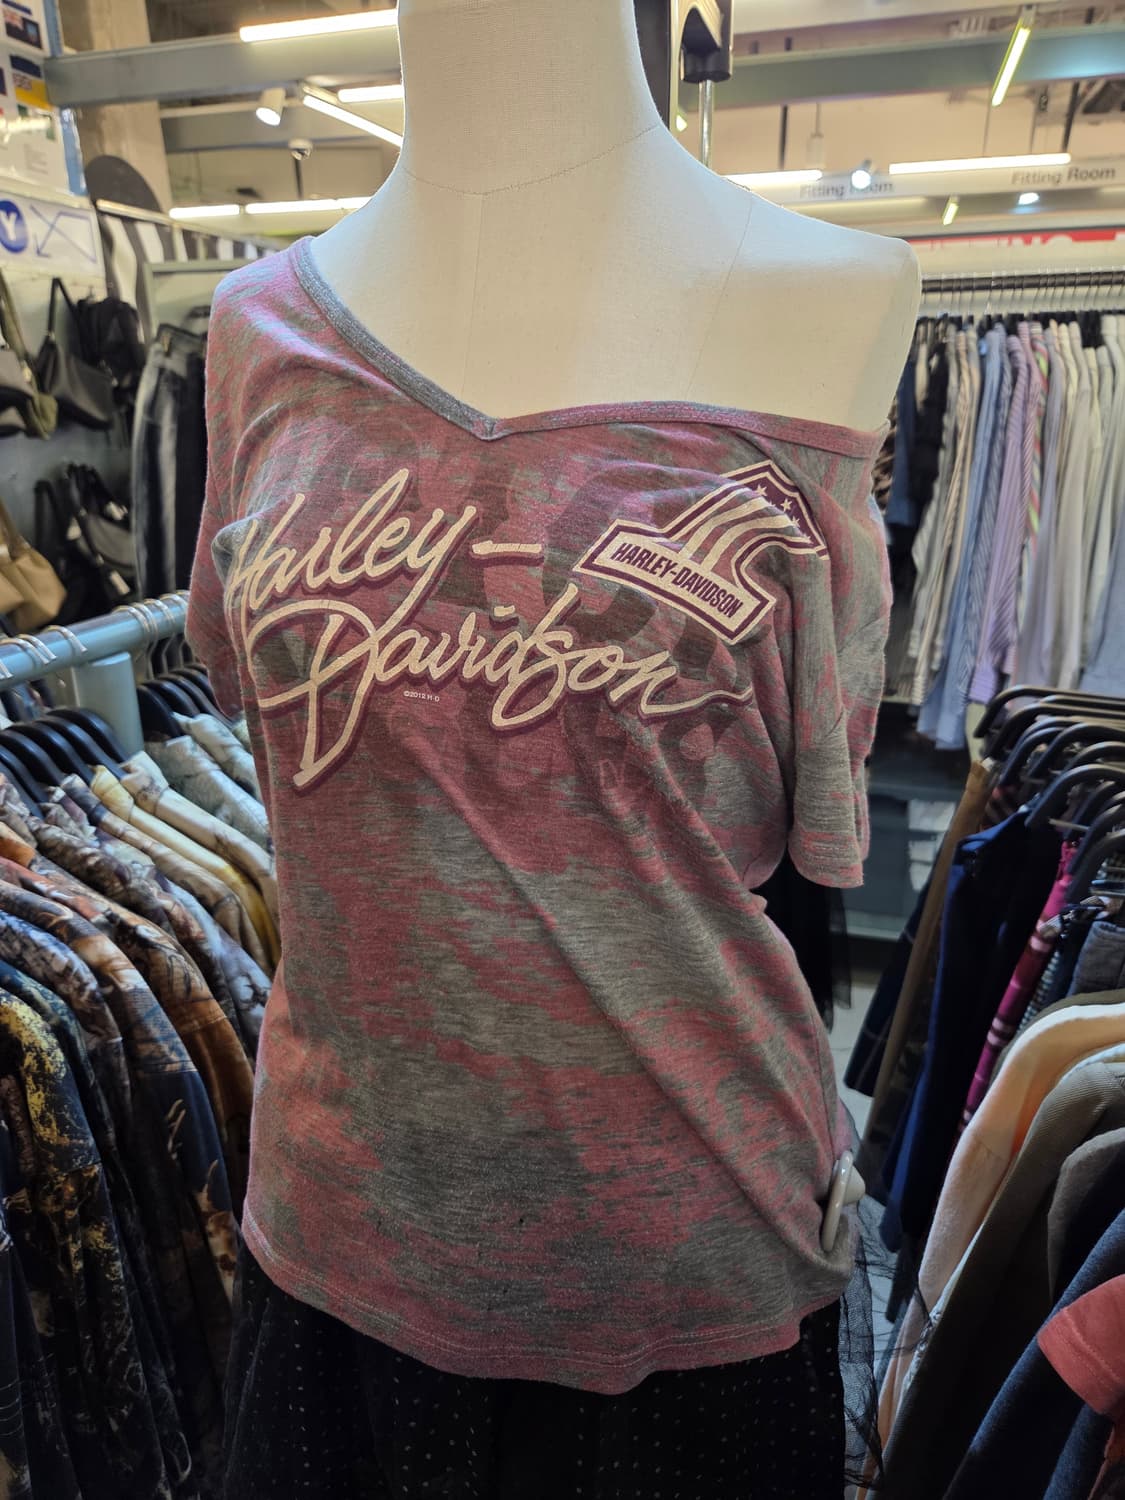 Fitting Room
Fitting Room
Y
Harley-
Davidson
HARLEY-DAVIDSON
©2012 H-D